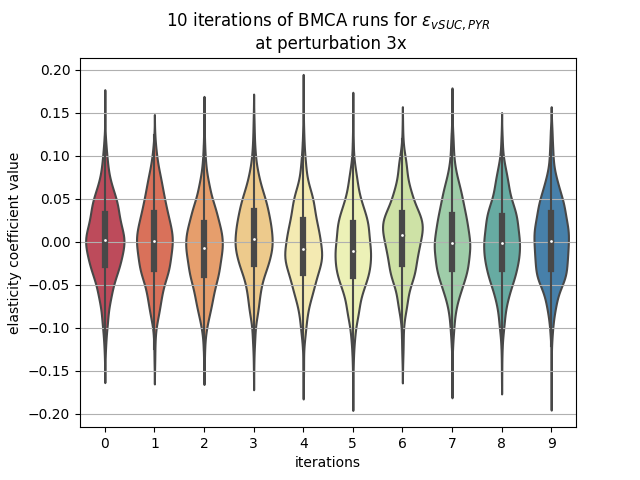 10 iterations of BMCA runs for ε_{vSUC, PYR}
at perturbation 3x
elasticity coefficient value
0.20
0.15
0.10
0.05
0.00
−0.05
−0.10
−0.15
−0.20
0 1 2 3 4 5 6 7 8 9
iterations